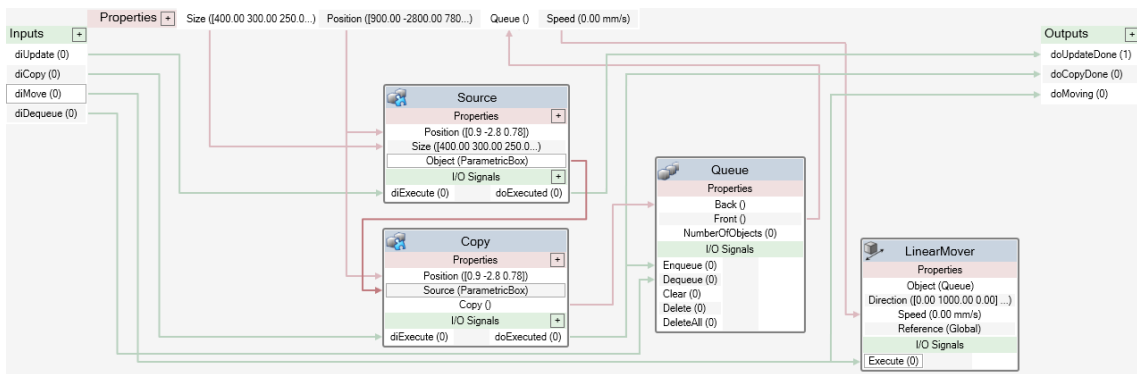 Properties + Size ([400.00 300.00 250.0...) Position ([900.00 -2800.00 780...) Queue () Speed (0.00 mm/s)
Inputs +
diUpdate (0)
diCopy (0)
diMove (0)
diDequeue (0)
Outputs +
doUpdateDone (1)
doCopyDone (0)
doMoving (0)
Source
Properties +
Position ([0.9 -2.8 0.78])
Size ([400.00 300.00 250.0...)
Object (ParametricBox)
I/O Signals +
diExecute (0) doExecuted (0)
Copy
Properties +
Position ([0.9 -2.8 0.78])
Source (ParametricBox)
Copy ()
I/O Signals +
diExecute (0) doExecuted (0)
Queue
Properties
Back ()
Front ()
NumberOfObjects (0)
I/O Signals
Enqueue (0)
Dequeue (0)
Clear (0)
Delete (0)
DeleteAll (0)
LinearMover
Properties
Object (Queue)
Direction ([0.00 1000.00 0.00] ...)
Speed (0.00 mm/s)
Reference (Global)
I/O Signals
Execute (0)